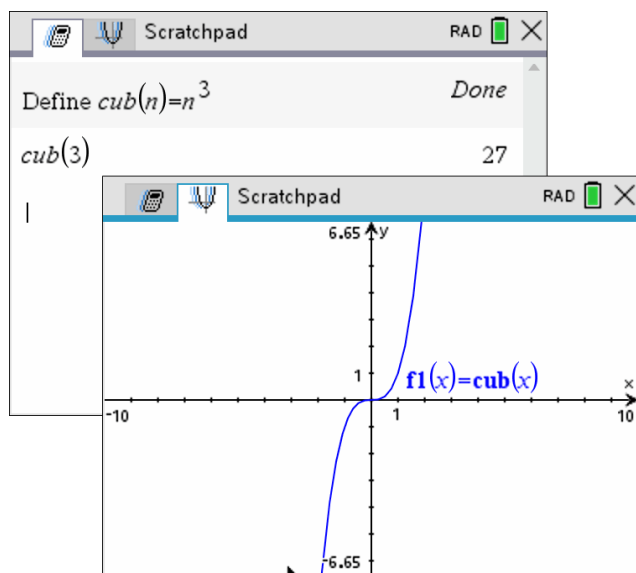 Scratchpad RAD
Define cub(n)=n³ Done
cub(3) 27
Scratchpad RAD
6.65 y
1 f1(x)=cub(x)
x
-10 1 10
-6.65